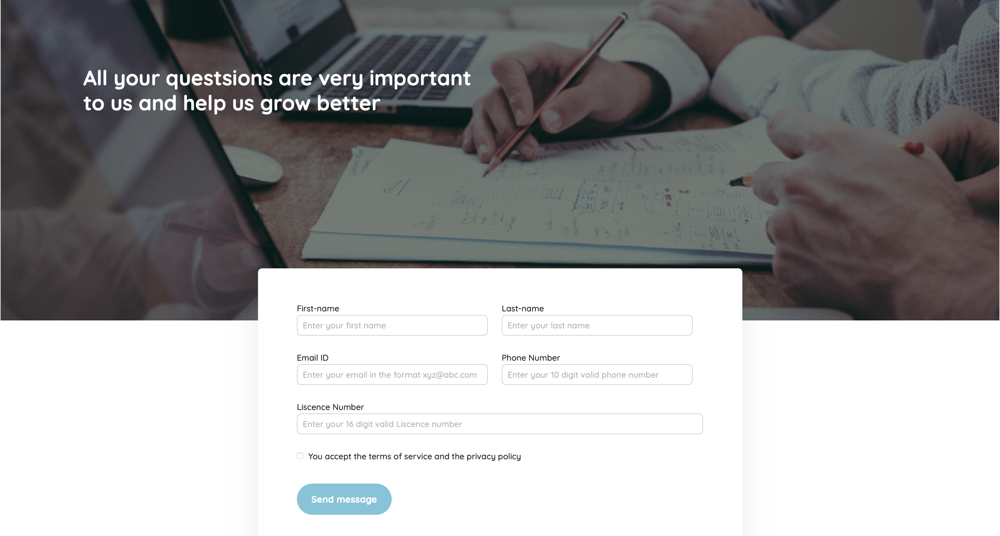 All your questsions are very important
to us and help us grow better
First-name
Last-name
Enter your first name
Enter your last name
Email ID
Phone Number
Enter your email in the format xyz@abc.com
Enter your 10 digit valid phone number
Liscence Number
Enter your 16 digit valid Liscence number
You accept the terms of service and the privacy policy
Send message